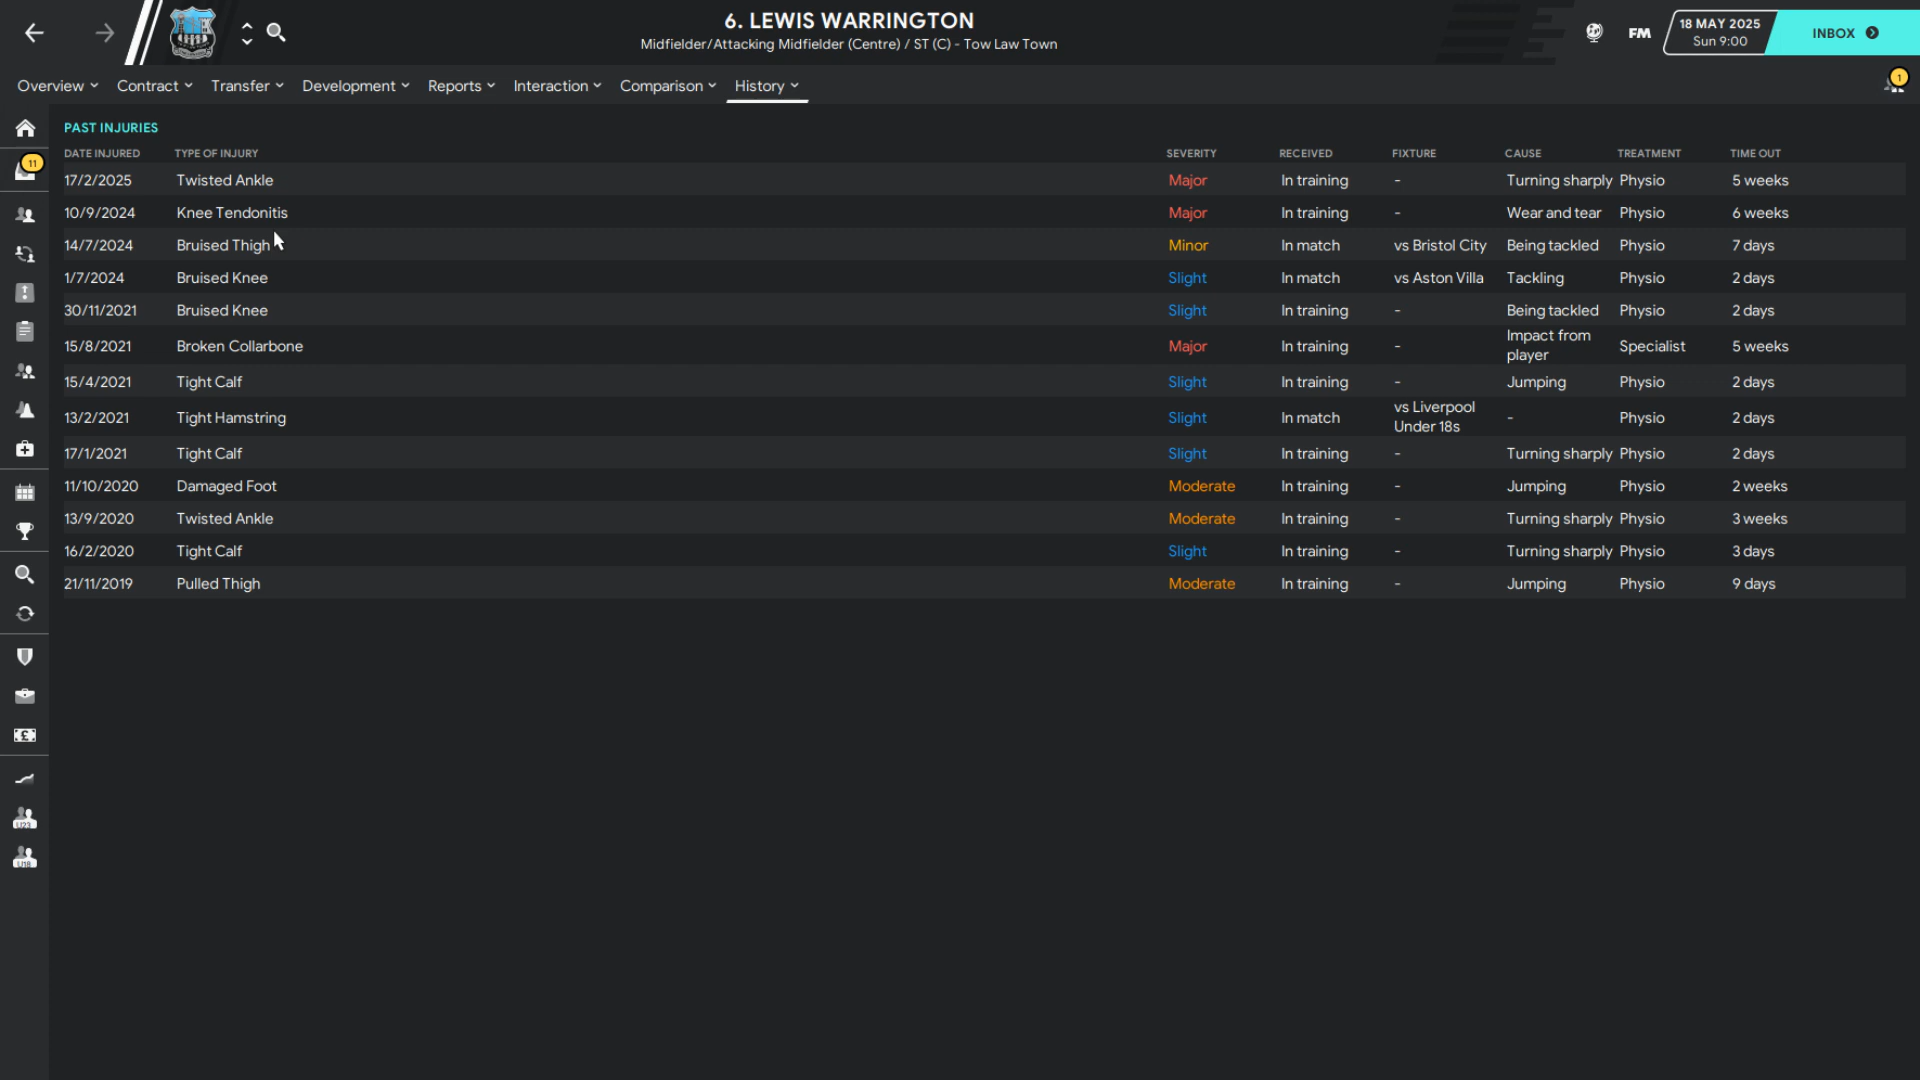 6. LEWIS WARRINGTON
Midfielder/Attacking Midfielder (Centre) / ST (C) - Tow Law Town
FM
18 MAY 2025
Sun 9:00
INBOX
Overview Contract Transfer Development Reports Interaction Comparison History
1
11
PAST INJURIES
DATE INJURED TYPE OF INJURY SEVERITY RECEIVED FIXTURE CAUSE TREATMENT TIME OUT
17/2/2025 Twisted Ankle Major In training - Turning sharply Physio 5 weeks
10/9/2024 Knee Tendonitis Major In training - Wear and tear Physio 6 weeks
14/7/2024 Bruised Thigh Minor In match vs Bristol City Being tackled Physio 7 days
1/7/2024 Bruised Knee Slight In match vs Aston Villa Tackling Physio 2 days
30/11/2021 Bruised Knee Slight In training - Being tackled Physio 2 days
15/8/2021 Broken Collarbone Major In training - Impact from player Specialist 5 weeks
15/4/2021 Tight Calf Slight In training - Jumping Physio 2 days
13/2/2021 Tight Hamstring Slight In match vs Liverpool Under 18s - Physio 2 days
17/1/2021 Tight Calf Slight In training - Turning sharply Physio 2 days
11/10/2020 Damaged Foot Moderate In training - Jumping Physio 2 weeks
13/9/2020 Twisted Ankle Moderate In training - Turning sharply Physio 3 weeks
16/2/2020 Tight Calf Slight In training - Turning sharply Physio 3 days
21/11/2019 Pulled Thigh Moderate In training - Jumping Physio 9 days
U23
U18